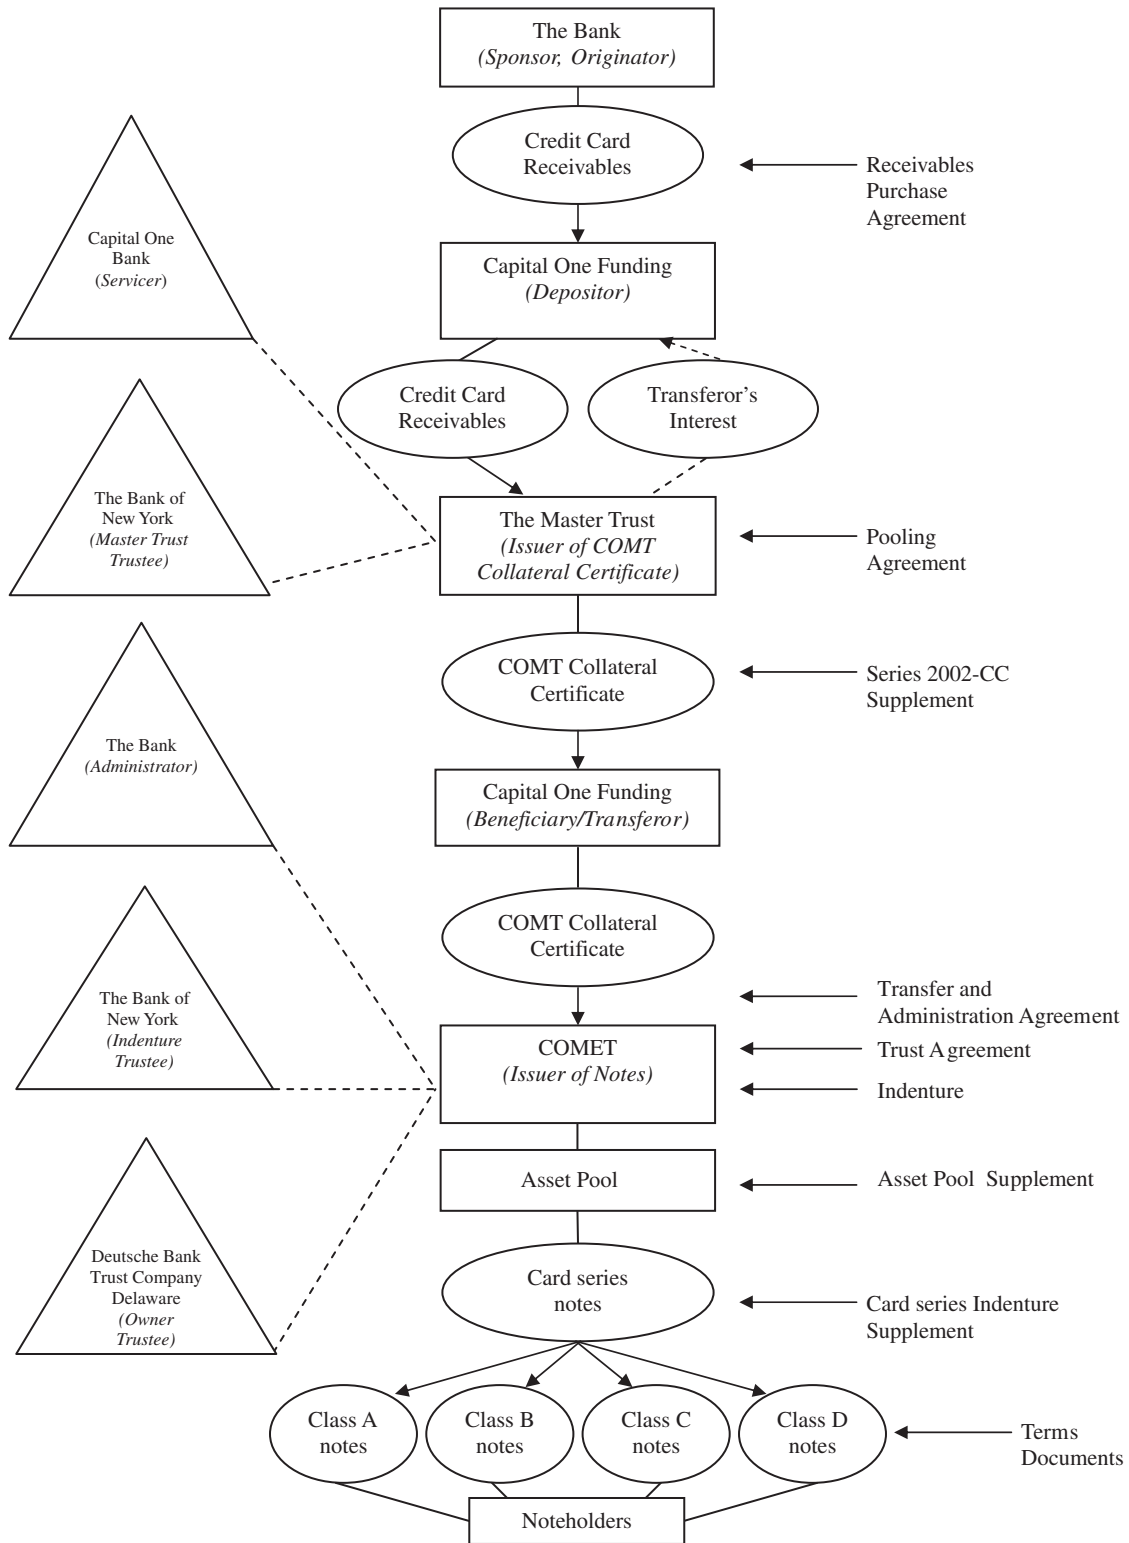 The Bank
(Sponsor, Originator)
Credit Card
Receivables
Receivables
Purchase
Agreement
Capital One
Bank
(Servicer)
Capital One Funding
(Depositor)
Credit Card
Receivables
Transferor's
Interest
The Bank of
New York
(Master Trust
Trustee)
The Master Trust
(Issuer of COMT
Collateral Certificate)
Pooling
Agreement
COMT Collateral
Certificate
Series 2002-CC
Supplement
The Bank
(Administrator)
Capital One Funding
(Beneficiary/Transferor)
COMT Collateral
Certificate
The Bank of
New York
(Indenture
Trustee)
Transfer and
Administration Agreement
COMET
(Issuer of Notes)
Trust Agreement
Indenture
Asset Pool
Asset Pool Supplement
Deutsche Bank
Trust Company
Delaware
(Owner
Trustee)
Card series
notes
Card series Indenture
Supplement
Class A
notes
Class B
notes
Class C
notes
Class D
notes
Terms
Documents
Noteholders